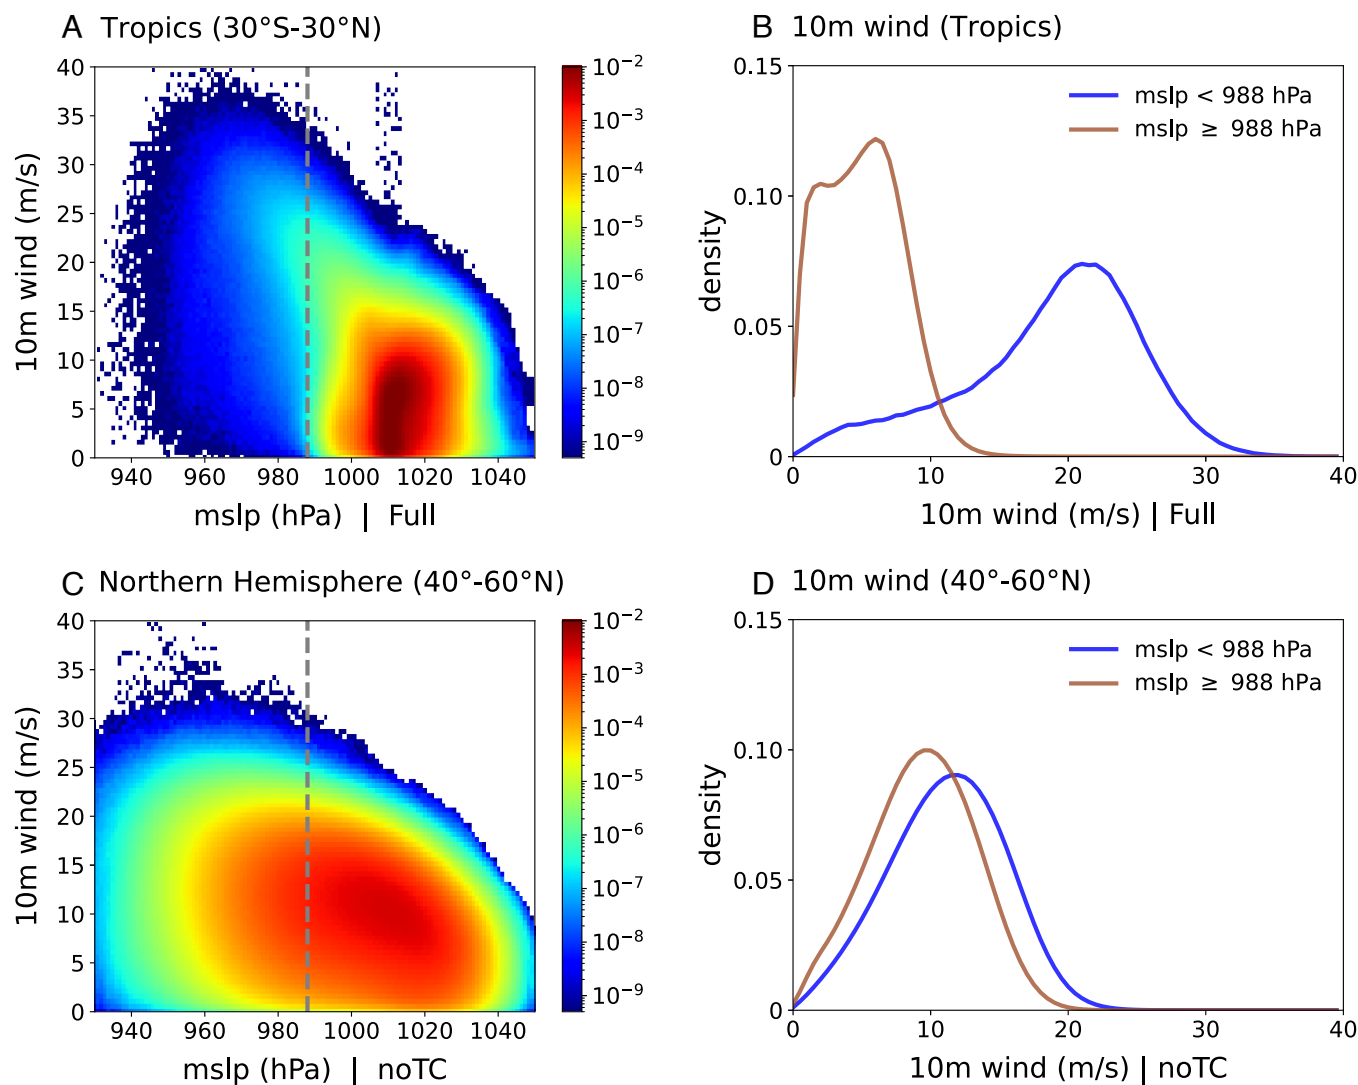 A Tropics (30°S-30°N)
40
35
30
25
20
15
10
5
0
10m wind (m/s)
940 960 980 1000 1020 1040
mslp (hPa) | Full
10⁻²
10⁻³
10⁻⁴
10⁻⁵
10⁻⁶
10⁻⁷
10⁻⁸
10⁻⁹
B 10m wind (Tropics)
0.15
0.10
0.05
0.00
density
mslp < 988 hPa
mslp ≥ 988 hPa
0 10 20 30 40
10m wind (m/s) | Full
C Northern Hemisphere (40°-60°N)
40
35
30
25
20
15
10
5
0
10m wind (m/s)
940 960 980 1000 1020 1040
mslp (hPa) | noTC
10⁻²
10⁻³
10⁻⁴
10⁻⁵
10⁻⁶
10⁻⁷
10⁻⁸
10⁻⁹
D 10m wind (40°-60°N)
0.15
0.10
0.05
0.00
density
mslp < 988 hPa
mslp ≥ 988 hPa
0 10 20 30 40
10m wind (m/s) | noTC